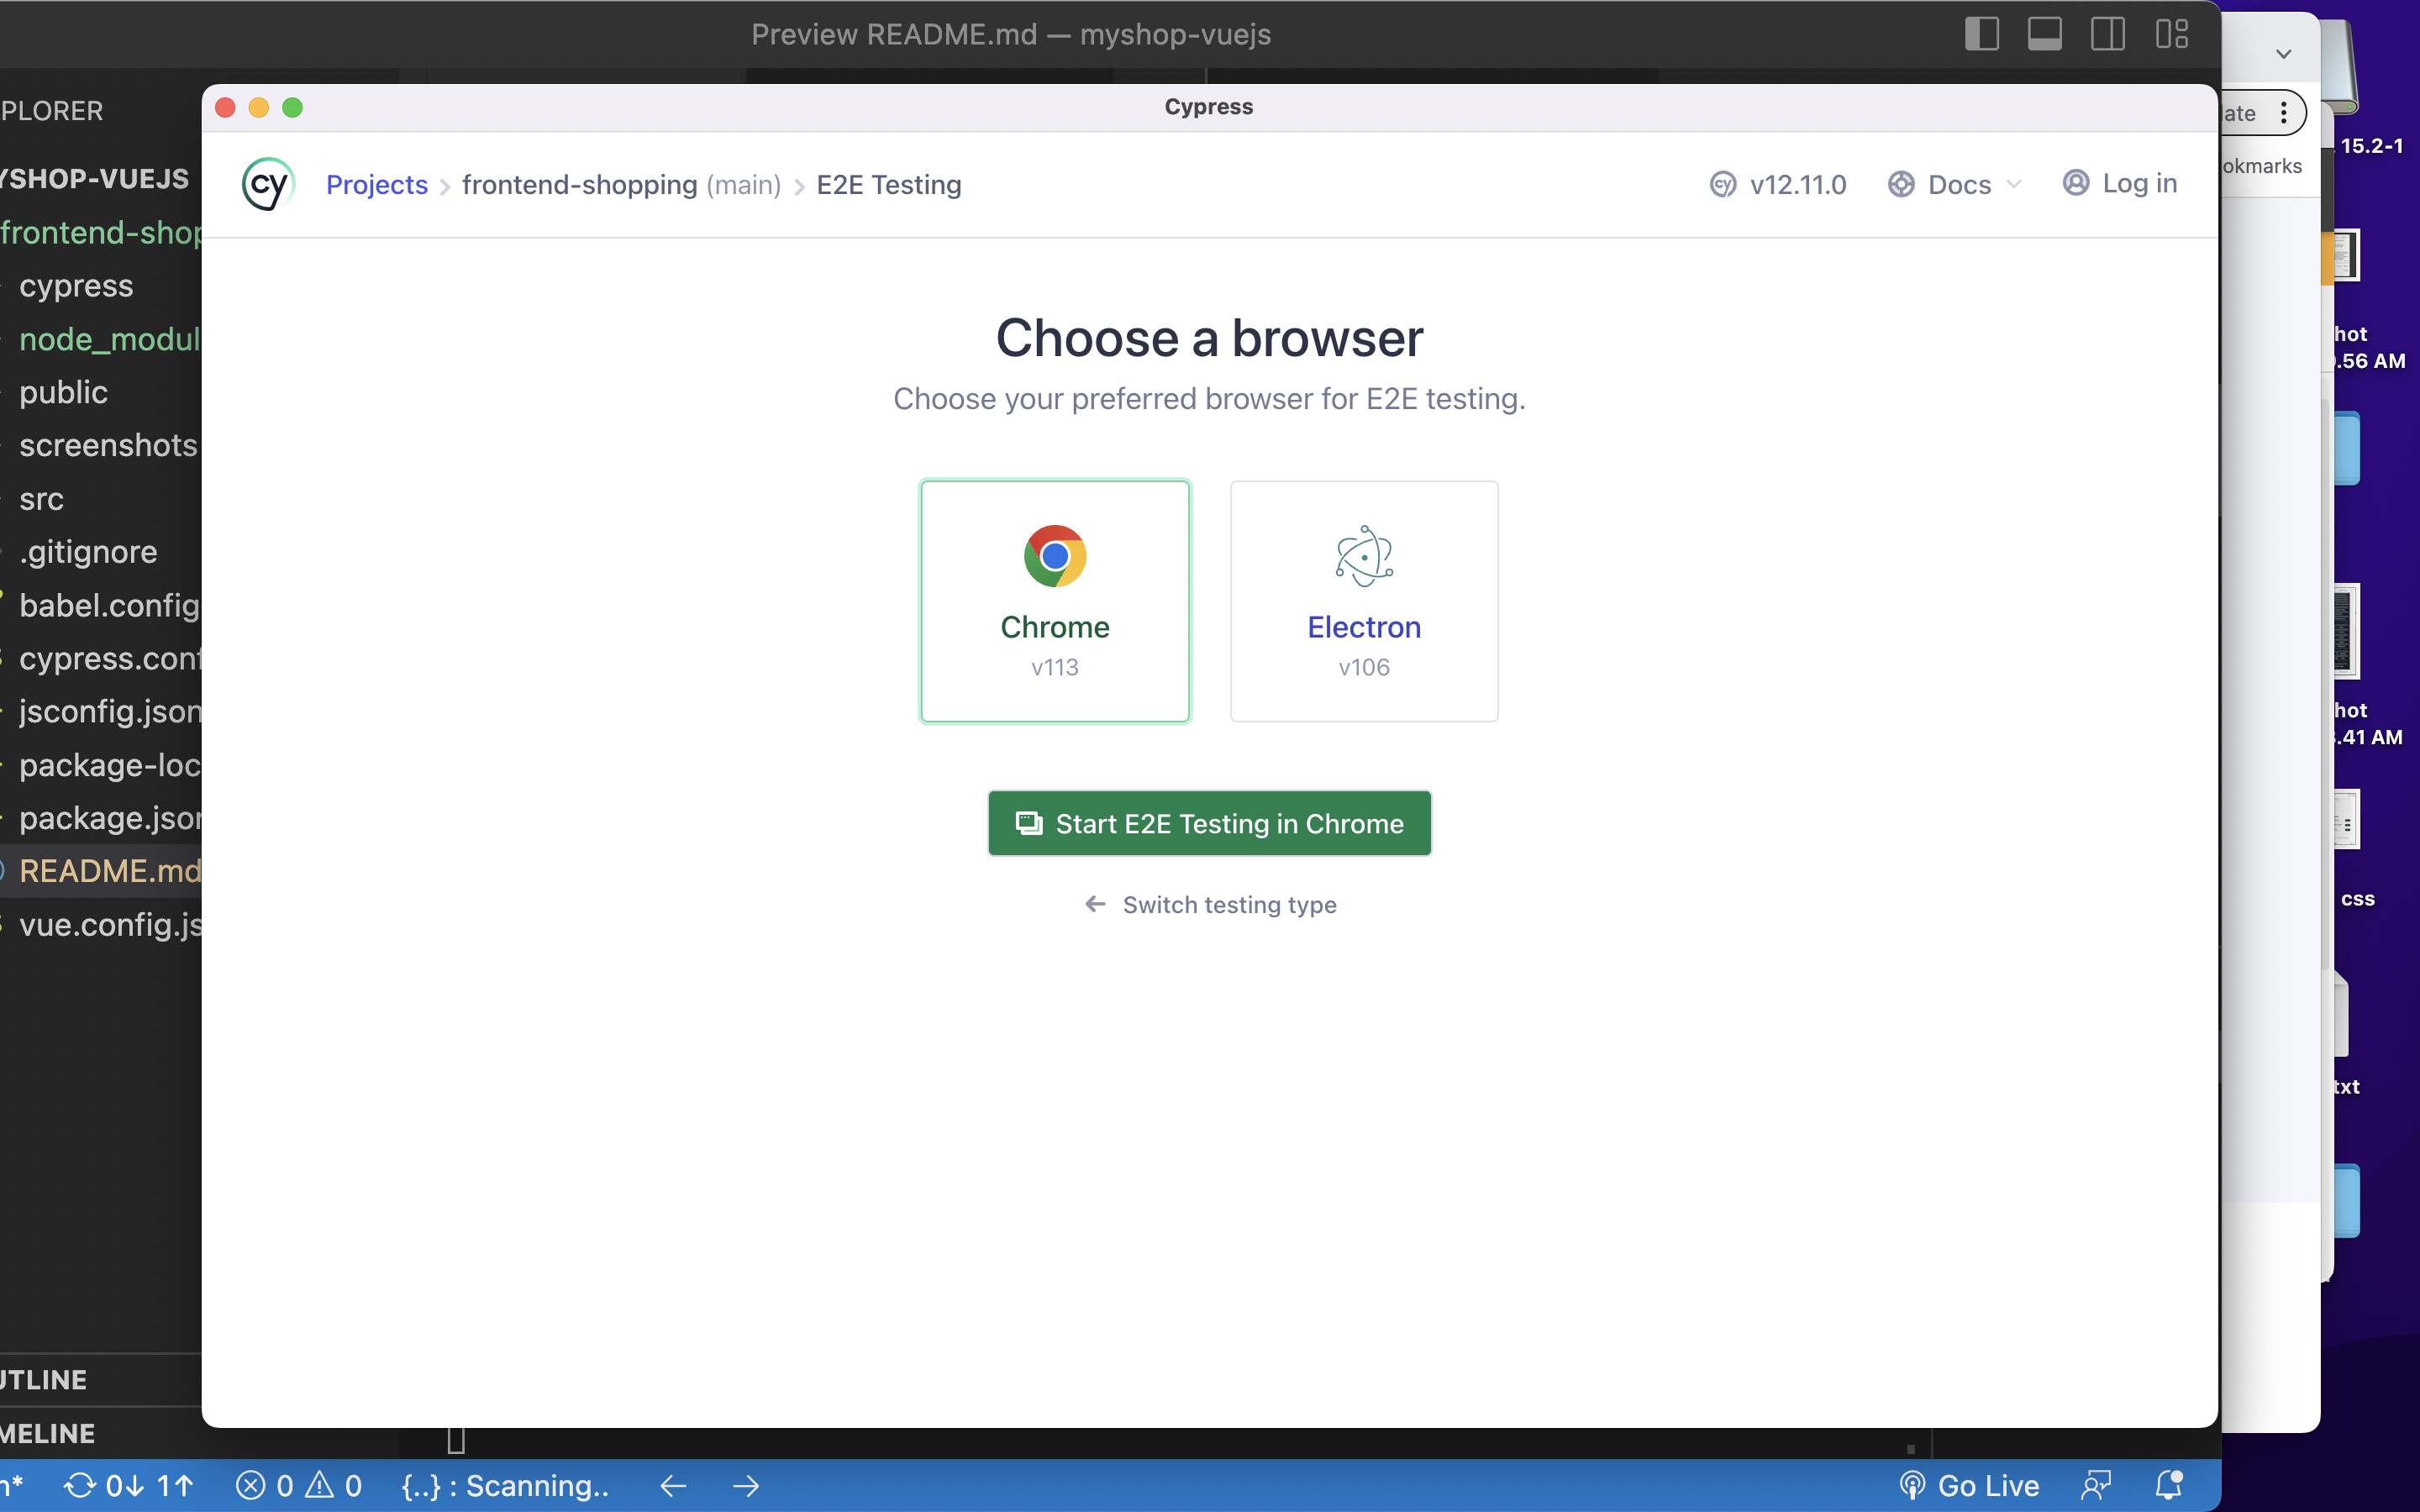 Preview README.md — myshop-vuejs
PLORER
YSHOP-VUEJS
frontend-shop
cypress
node_modul
public
screenshots
src
.gitignore
babel.config
cypress.conf
jsconfig.json
package-loc
package.json
README.md
vue.config.js
UTLINE
MELINE
Cypress
cy
Projects > frontend-shopping (main) > E2E Testing
cy v12.11.0
Docs
Log in
Choose a browser
Choose your preferred browser for E2E testing.
Chrome
v113
Electron
v106
Start E2E Testing in Chrome
← Switch testing type
ate
okmarks
15.2-1
hot
.56 AM
hot
.41 AM
css
txt
n* 0↓ 1↑ 0 0 {..} : Scanning.. ← →
Go Live